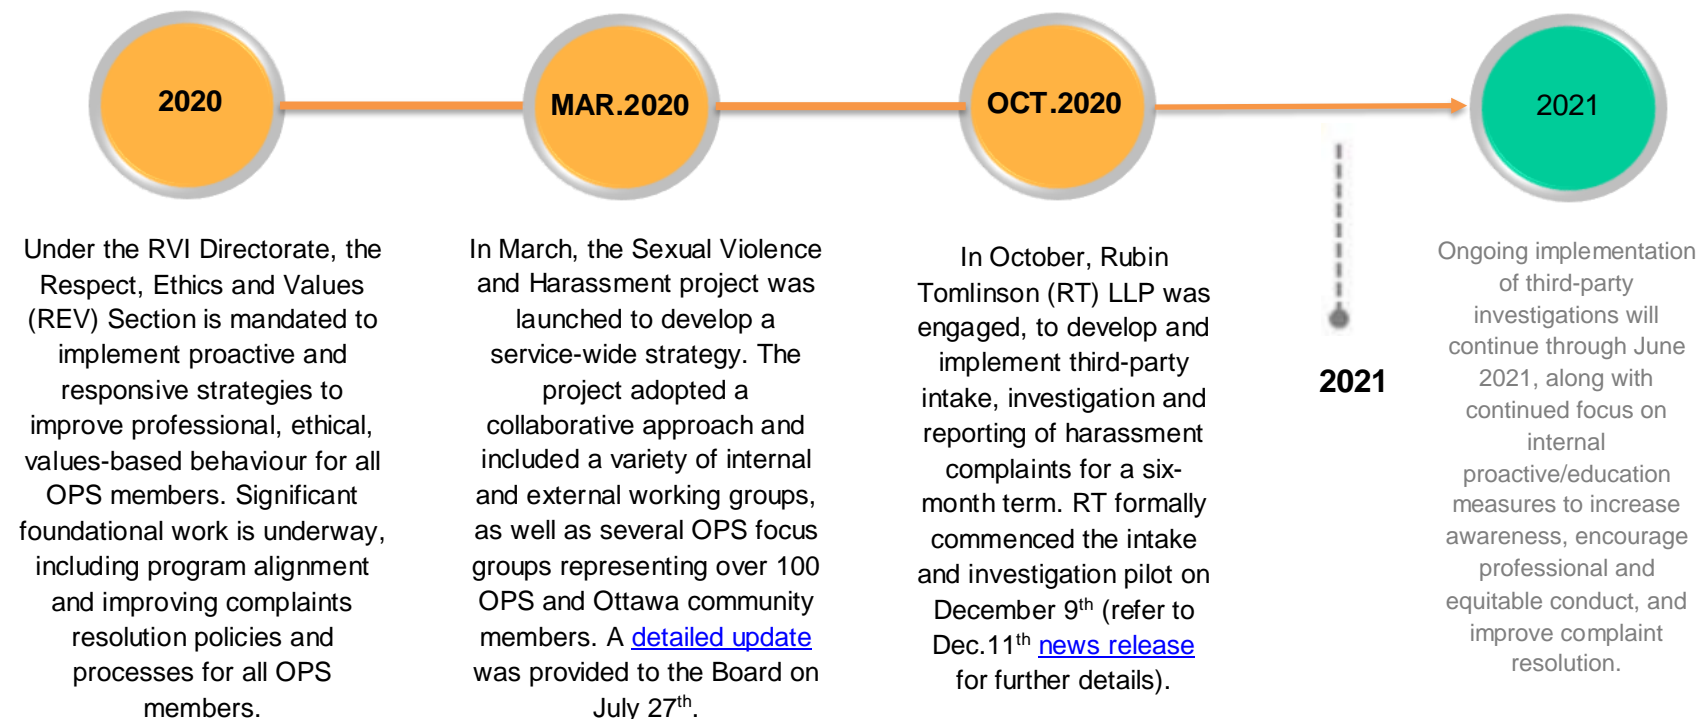 2020
MAR.2020
OCT.2020
2021
Under the RVI Directorate, the
Respect, Ethics and Values
(REV) Section is mandated to
implement proactive and
responsive strategies to
improve professional, ethical,
values-based behaviour for all
OPS members. Significant
foundational work is underway,
including program alignment
and improving complaints
resolution policies and
processes for all OPS
members.
In March, the Sexual Violence
and Harassment project was
launched to develop a
service-wide strategy. The
project adopted a
collaborative approach and
included a variety of internal
and external working groups,
as well as several OPS focus
groups representing over 100
OPS and Ottawa community
members. A detailed update
was provided to the Board on
July 27th.
In October, Rubin
Tomlinson (RT) LLP was
engaged, to develop and
implement third-party
intake, investigation and
reporting of harassment
complaints for a six-
month term. RT formally
commenced the intake
and investigation pilot on
December 9th (refer to
Dec.11th news release
for further details).
2021
Ongoing implementation
of third-party
investigations will
continue through June
2021, along with
continued focus on
internal
proactive/education
measures to increase
awareness, encourage
professional and
equitable conduct, and
improve complaint
resolution.